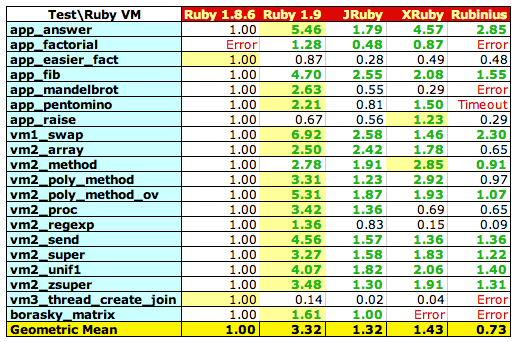 Test\Ruby VM Ruby 1.8.6 Ruby 1.9 JRuby XRuby Rubinius
app_answer 1.00 5.46 1.79 4.57 2.85
app_factorial Error 1.28 0.48 0.87 Error
app_easier_fact 1.00 0.87 0.28 0.49 0.48
app_fib 1.00 4.70 2.55 2.08 1.55
app_mandelbrot 1.00 2.63 0.55 0.29 Error
app_pentomino 1.00 2.21 0.81 1.50 Timeout
app_raise 1.00 0.67 0.56 1.23 0.29
vm1_swap 1.00 6.92 2.58 1.46 2.30
vm2_array 1.00 2.50 2.42 1.78 0.65
vm2_method 1.00 2.78 1.91 2.85 0.91
vm2_poly_method 1.00 3.31 1.23 2.92 0.97
vm2_poly_method_ov 1.00 5.31 1.87 1.93 1.07
vm2_proc 1.00 3.42 1.36 0.69 0.65
vm2_regexp 1.00 1.36 0.83 0.15 0.09
vm2_send 1.00 4.56 1.57 1.36 1.36
vm2_super 1.00 3.27 1.58 1.83 1.22
vm2_unif1 1.00 4.07 1.82 2.06 1.40
vm2_zsuper 1.00 3.48 1.30 1.91 1.31
vm3_thread_create_join 1.00 0.14 0.02 0.04 Error
borasky_matrix 1.00 1.61 1.00 Error Error
Geometric Mean 1.00 3.32 1.32 1.43 0.73